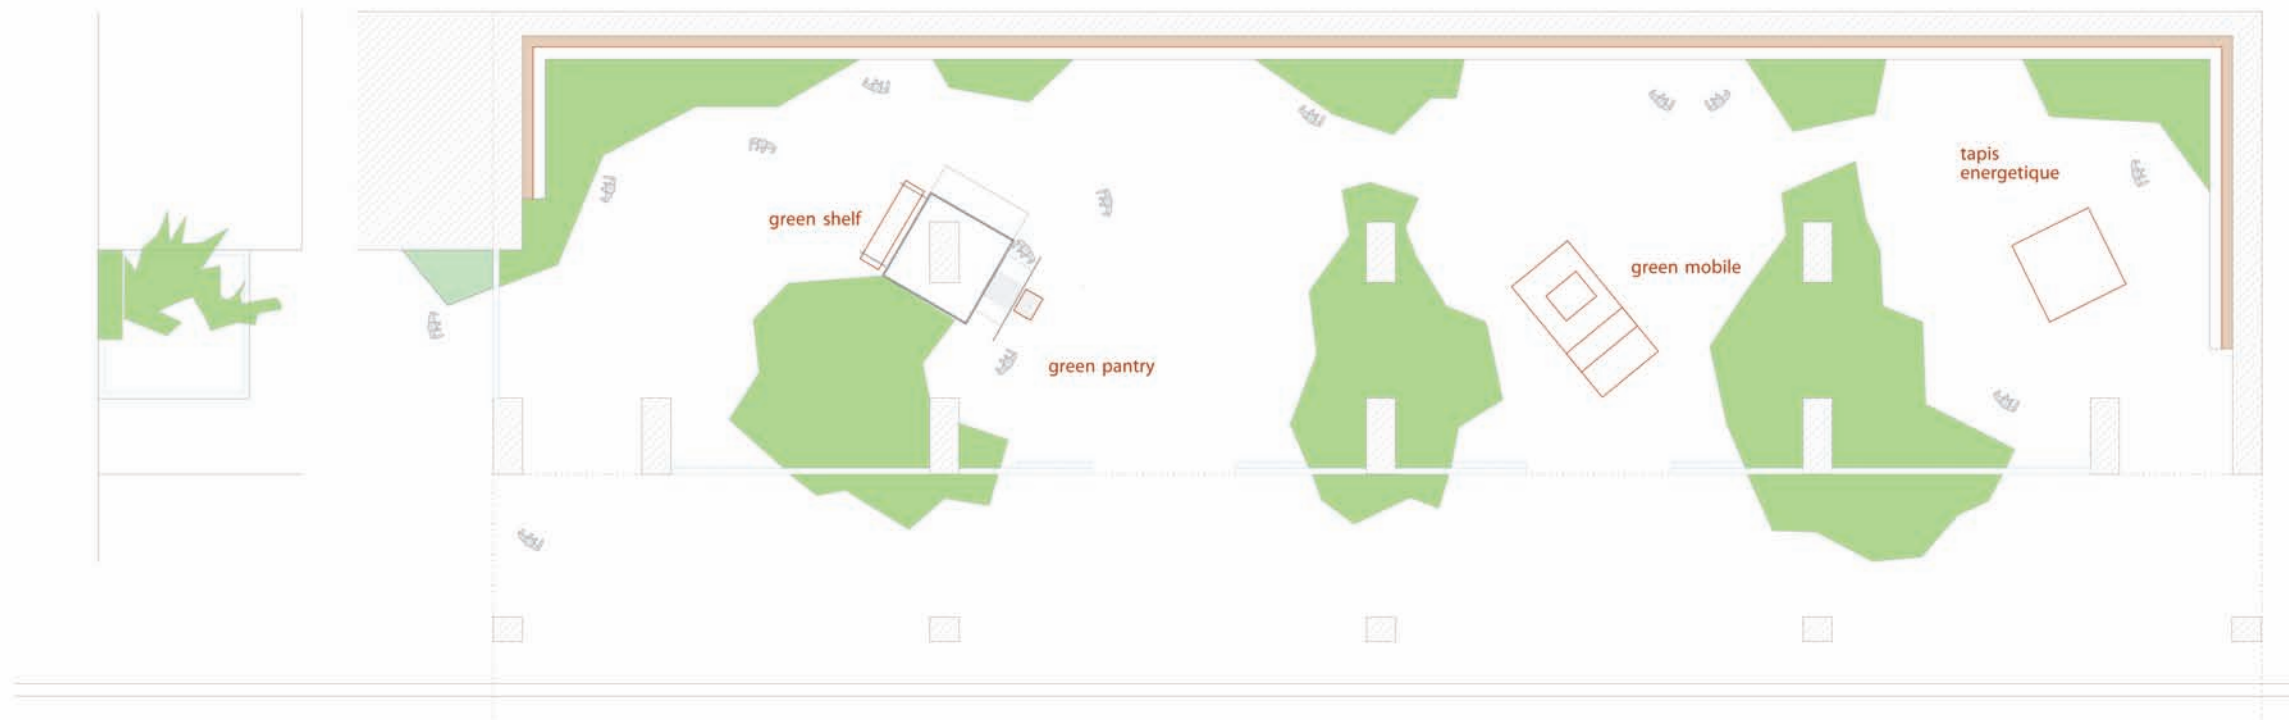 tapis
energetique
green shelf
green mobile
green pantry